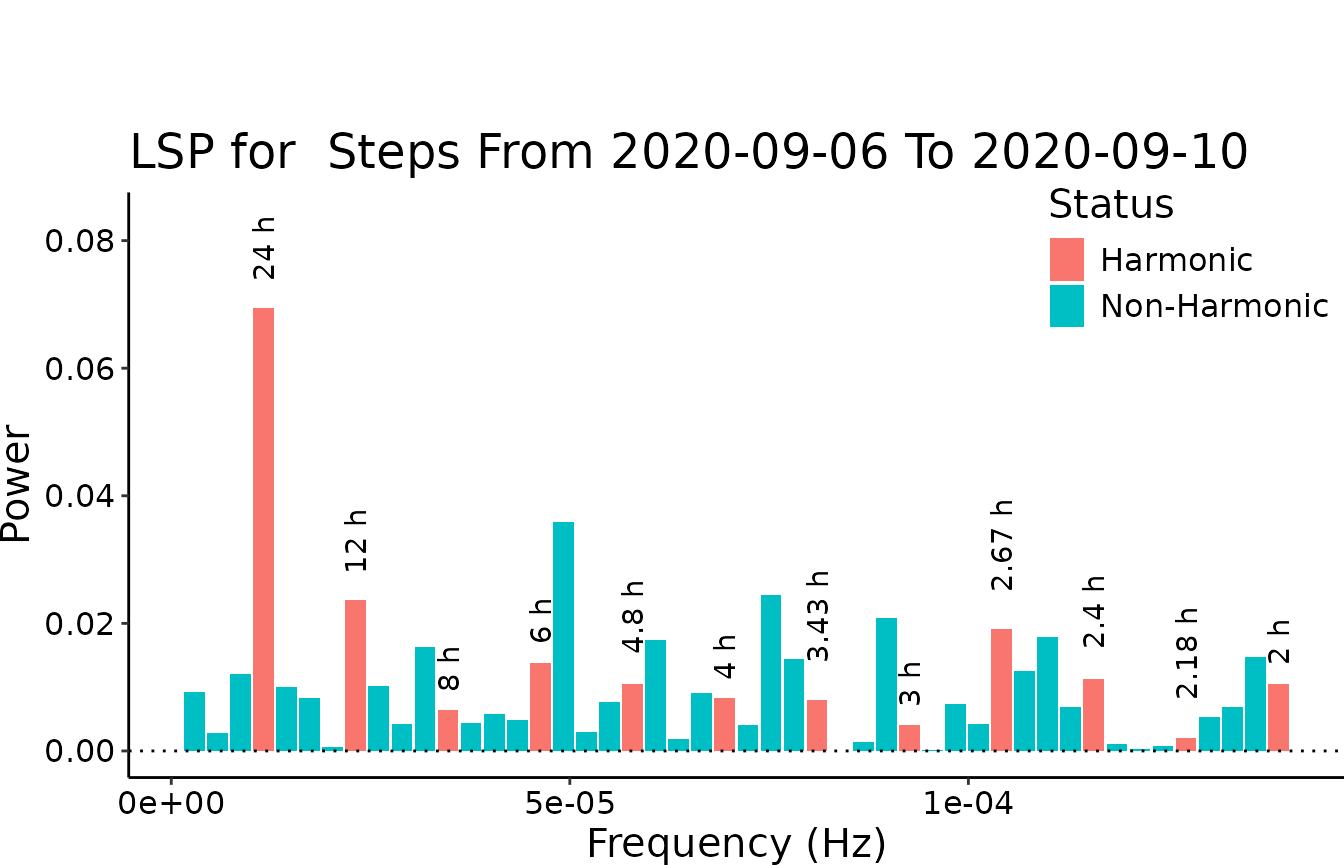 LSP for  Steps From 2020-09-06 To 2020-09-10
Status
Harmonic
Non-Harmonic
Power
0.08
0.06
0.04
0.02
0.00
24 h
12 h
8 h
6 h
4.8 h
4 h
3.43 h
3 h
2.67 h
2.4 h
2.18 h
2 h
0e+00
5e-05
1e-04
Frequency (Hz)